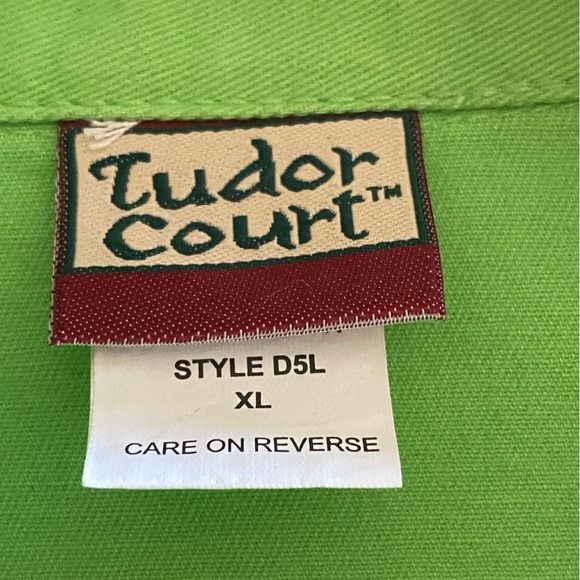 Tudor
Court™
STYLE D5L
XL
CARE ON REVERSE